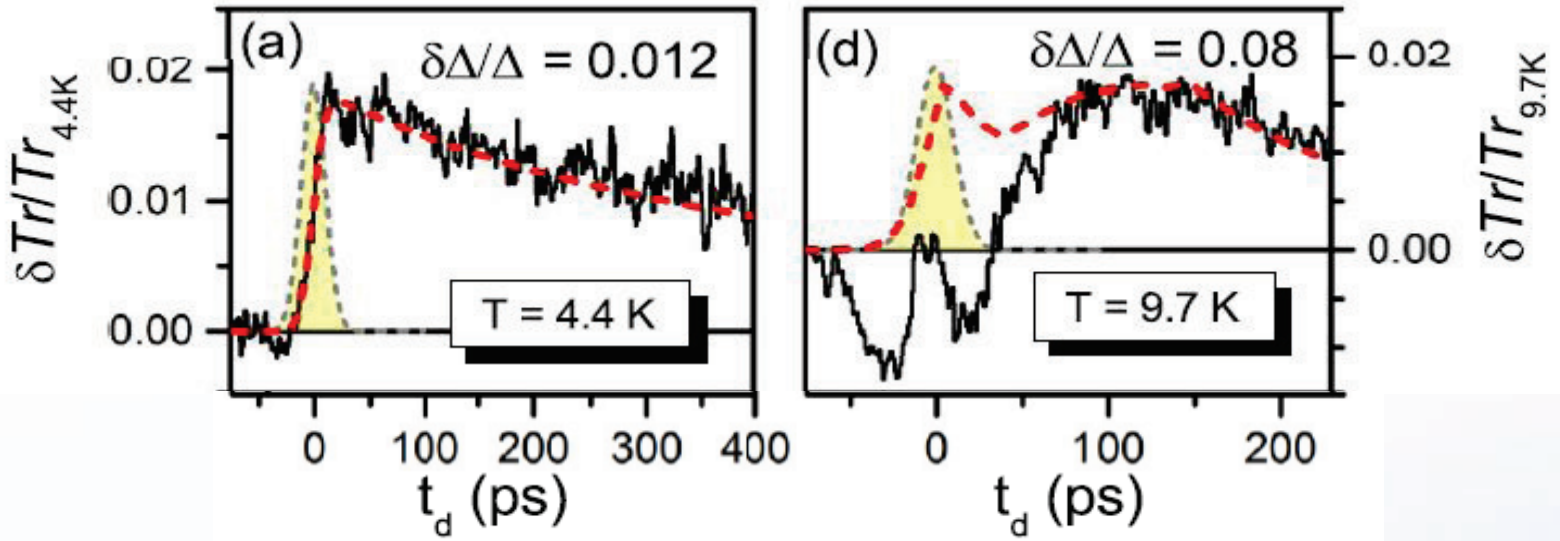 (a)
δΔ/Δ = 0.012
0.02
0.01
0.00
δTr/Tr4.4K
T = 4.4 K
0 100 200 300 400
td (ps)
(d)
δΔ/Δ = 0.08
0.02
0.00
δTr/Tr9.7K
T = 9.7 K
0 100 200
td (ps)